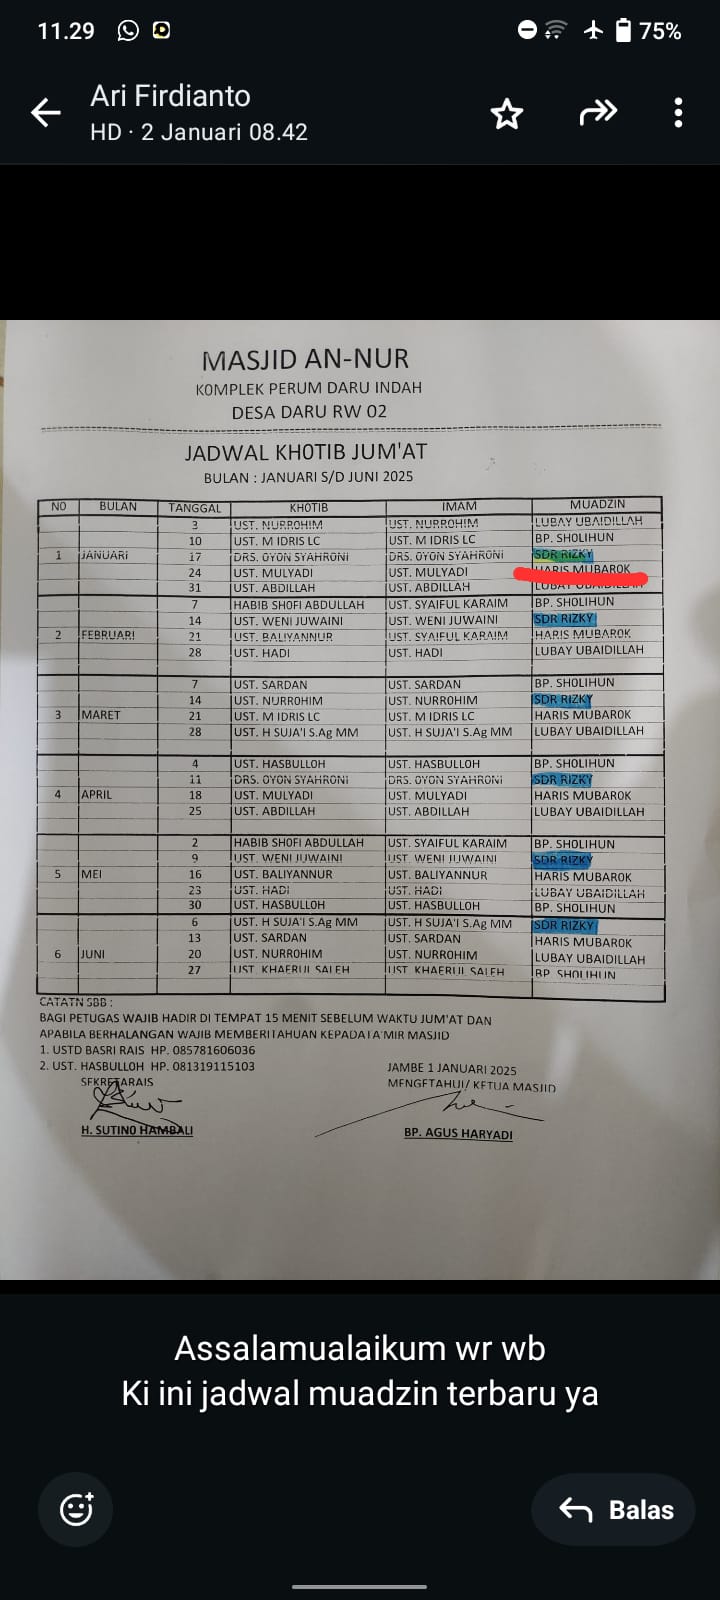 11.29
75%
Ari Firdianto
HD · 2 Januari 08.42
MASJID AN-NUR
KOMPLEK PERUM DARU INDAH
DESA DARU RW 02
JADWAL KHOTIB JUM'AT
BULAN : JANUARI S/D JUNI 2025
NO BULAN TANGGAL KHOTIB IMAM MUADZIN
3 UST. NURROHIM UST. NURROHIM LUBAY UBAIDILLAH
10 UST. M IDRIS LC UST. M IDRIS LC BP. SHOLIHUN
1 JANUARI 17 DRS. OYON SYAHRONI DRS. OYON SYAHRONI SDR RIZKY
24 UST. MULYADI UST. MULYADI HARIS MUBAROK
31 UST. ABDILLAH UST. ABDILLAH LUBAY UBAIDILLAH
7 HABIB SHOFI ABDULLAH UST. SYAIFUL KARAIM BP. SHOLIHUN
14 UST. WENI JUWAINI UST. WENI JUWAINI SDR RIZKY
2 FEBRUARI 21 UST. BALIYANNUR UST. SYAIFUL KARAIM HARIS MUBAROK
28 UST. HADI UST. HADI LUBAY UBAIDILLAH
7 UST. SARDAN UST. SARDAN BP. SHOLIHUN
14 UST. NURROHIM UST. NURROHIM SDR RIZKY
3 MARET 21 UST. M IDRIS LC UST. M IDRIS LC HARIS MUBAROK
28 UST. H SUJA'I S.Ag MM UST. H SUJA'I S.Ag MM LUBAY UBAIDILLAH
4 UST. HASBULLOH UST. HASBULLOH BP. SHOLIHUN
11 DRS. OYON SYAHRONI DRS. OYON SYAHRONI SDR RIZKY
4 APRIL 18 UST. MULYADI UST. MULYADI HARIS MUBAROK
25 UST. ABDILLAH UST. ABDILLAH LUBAY UBAIDILLAH
2 HABIB SHOFI ABDULLAH UST. SYAIFUL KARAIM BP. SHOLIHUN
9 UST. WENI JUWAINI UST. WENI JUWAINI SDR RIZKY
5 MEI 16 UST. BALIYANNUR UST. BALIYANNUR HARIS MUBAROK
23 UST. HADI UST. HADI LUBAY UBAIDILLAH
30 UST. HASBULLOH UST. HASBULLOH BP. SHOLIHUN
6 UST. H SUJA'I S.Ag MM UST. H SUJA'I S.Ag MM SDR RIZKY
13 UST. SARDAN UST. SARDAN HARIS MUBAROK
6 JUNI 20 UST. NURROHIM UST. NURROHIM LUBAY UBAIDILLAH
27 UST. KHAERUL SALEH UST. KHAERUL SALEH BP. SHOLIHUN
CATATN SBB :
BAGI PETUGAS WAJIB HADIR DI TEMPAT 15 MENIT SEBELUM WAKTU JUM'AT DAN
APABILA BERHALANGAN WAJIB MEMBERITAHUAN KEPADATA'MIR MASJID
1. USTD BASRI RAIS HP. 085781606036
2. UST. HASBULLOH HP. 081319115103
JAMBE 1 JANUARI 2025
SEKRETARAIS
MENGETAHUI/ KETUA MASJID
H. SUTINO HAMBALI
BP. AGUS HARYADI
Assalamualaikum wr wb
Ki ini jadwal muadzin terbaru ya
Balas